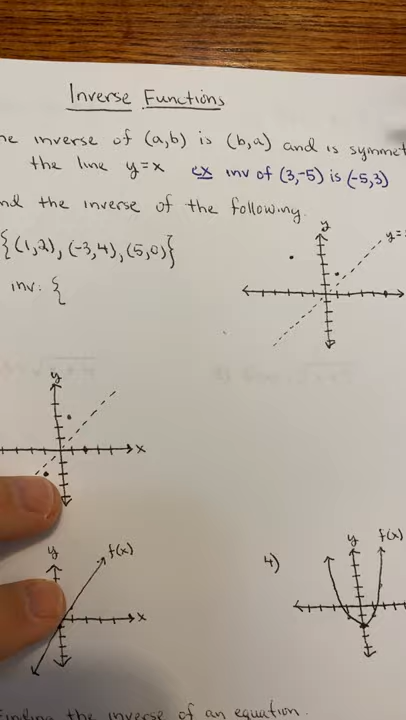 Inverse Functions
inverse of (a,b) is (b,a) and is
the line y=x ex inv of (3,-5) is (-5,3)
the inverse of the following.
{(1,2), (-3,4), (5,0)}
y
y=
inv: {
y
x
y
f(x)
x
4)
y
f(x)
the inverse of an equation.